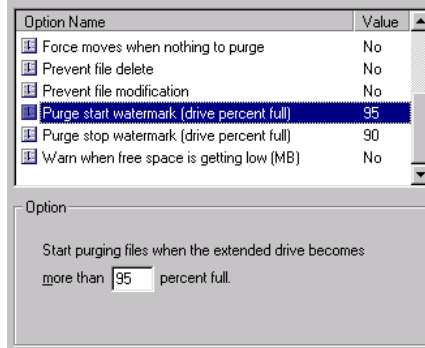 Option Name Value
Force moves when nothing to purge No
Prevent file delete No
Prevent file modification No
Purge start watermark (drive percent full) 95
Purge stop watermark (drive percent full) 90
Warn when free space is getting low (MB) No
Option
Start purging files when the extended drive becomes
more than 95 percent full.